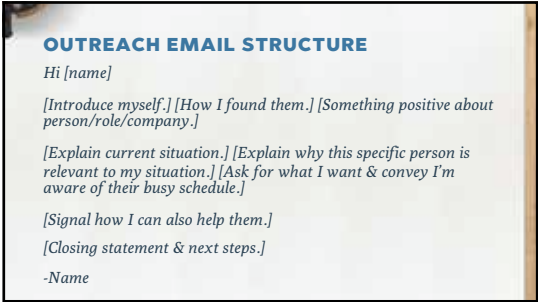 OUTREACH EMAIL STRUCTURE
Hi [name]
[Introduce myself.] [How I found them.] [Something positive about
person/role/company.]
[Explain current situation.] [Explain why this specific person is
relevant to my situation.] [Ask for what I want & convey I'm
aware of their busy schedule.]
[Signal how I can also help them.]
[Closing statement & next steps.]
-Name